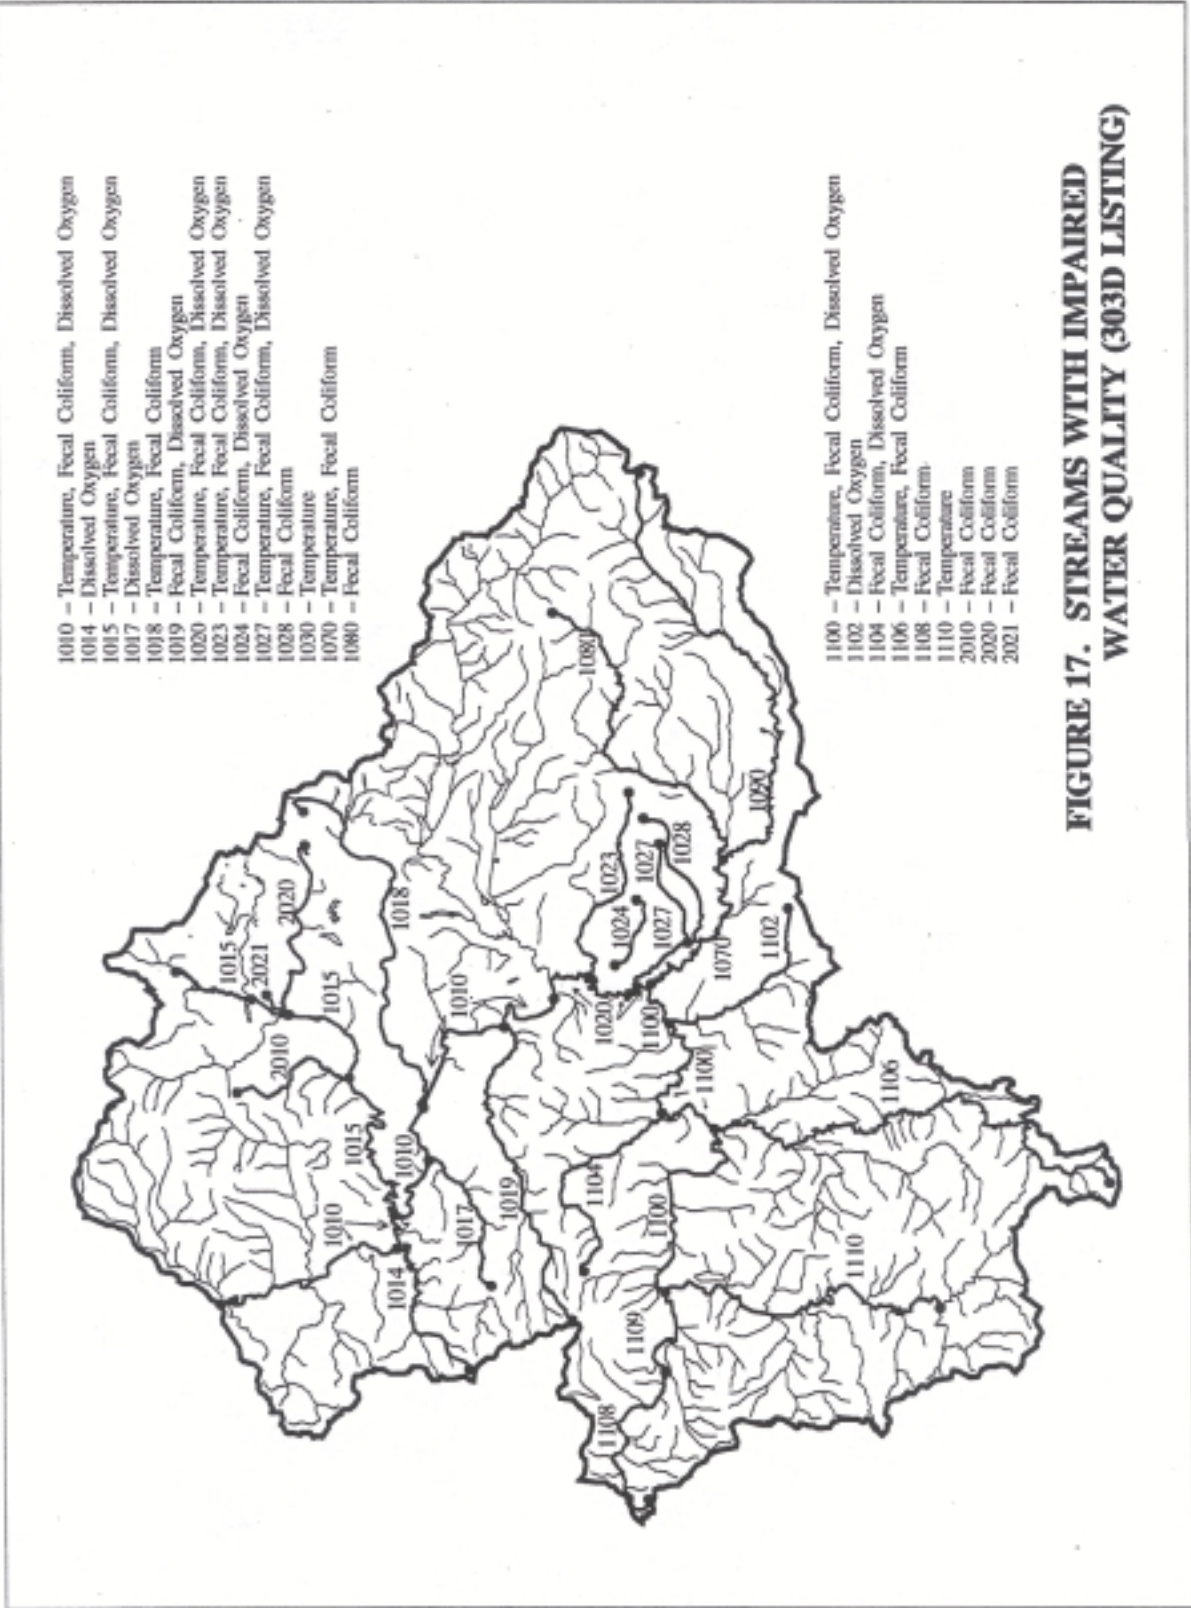 1010 – Temperature, Fecal Coliform, Dissolved Oxygen
1014 – Dissolved Oxygen
1015 – Temperature, Fecal Coliform, Dissolved Oxygen
1017 – Dissolved Oxygen
1018 – Temperature, Fecal Coliform
1019 – Fecal Coliform, Dissolved Oxygen
1020 – Temperature, Fecal Coliform, Dissolved Oxygen
1023 – Temperature, Fecal Coliform, Dissolved Oxygen
1024 – Fecal Coliform, Dissolved Oxygen
1027 – Temperature, Fecal Coliform, Dissolved Oxygen
1028 – Fecal Coliform
1030 – Temperature
1070 – Temperature, Fecal Coliform
1080 – Fecal Coliform
1015
2021
2020
2010
1015
1015
1010
1010
1014
1018
1010
1017
1019
1080
1023
1024
1027
1027
1028
1020
1100
1070
1090
1102
1104
1100
1100
1109
1108
1106
1110
1100 – Temperature, Fecal Coliform, Dissolved Oxygen
1102 – Dissolved Oxygen
1104 – Fecal Coliform, Dissolved Oxygen
1106 – Temperature, Fecal Coliform
1108 – Fecal Coliform
1110 – Temperature
2010 – Fecal Coliform
2020 – Fecal Coliform
2021 – Fecal Coliform
FIGURE 17. STREAMS WITH IMPAIRED
WATER QUALITY (303D LISTING)